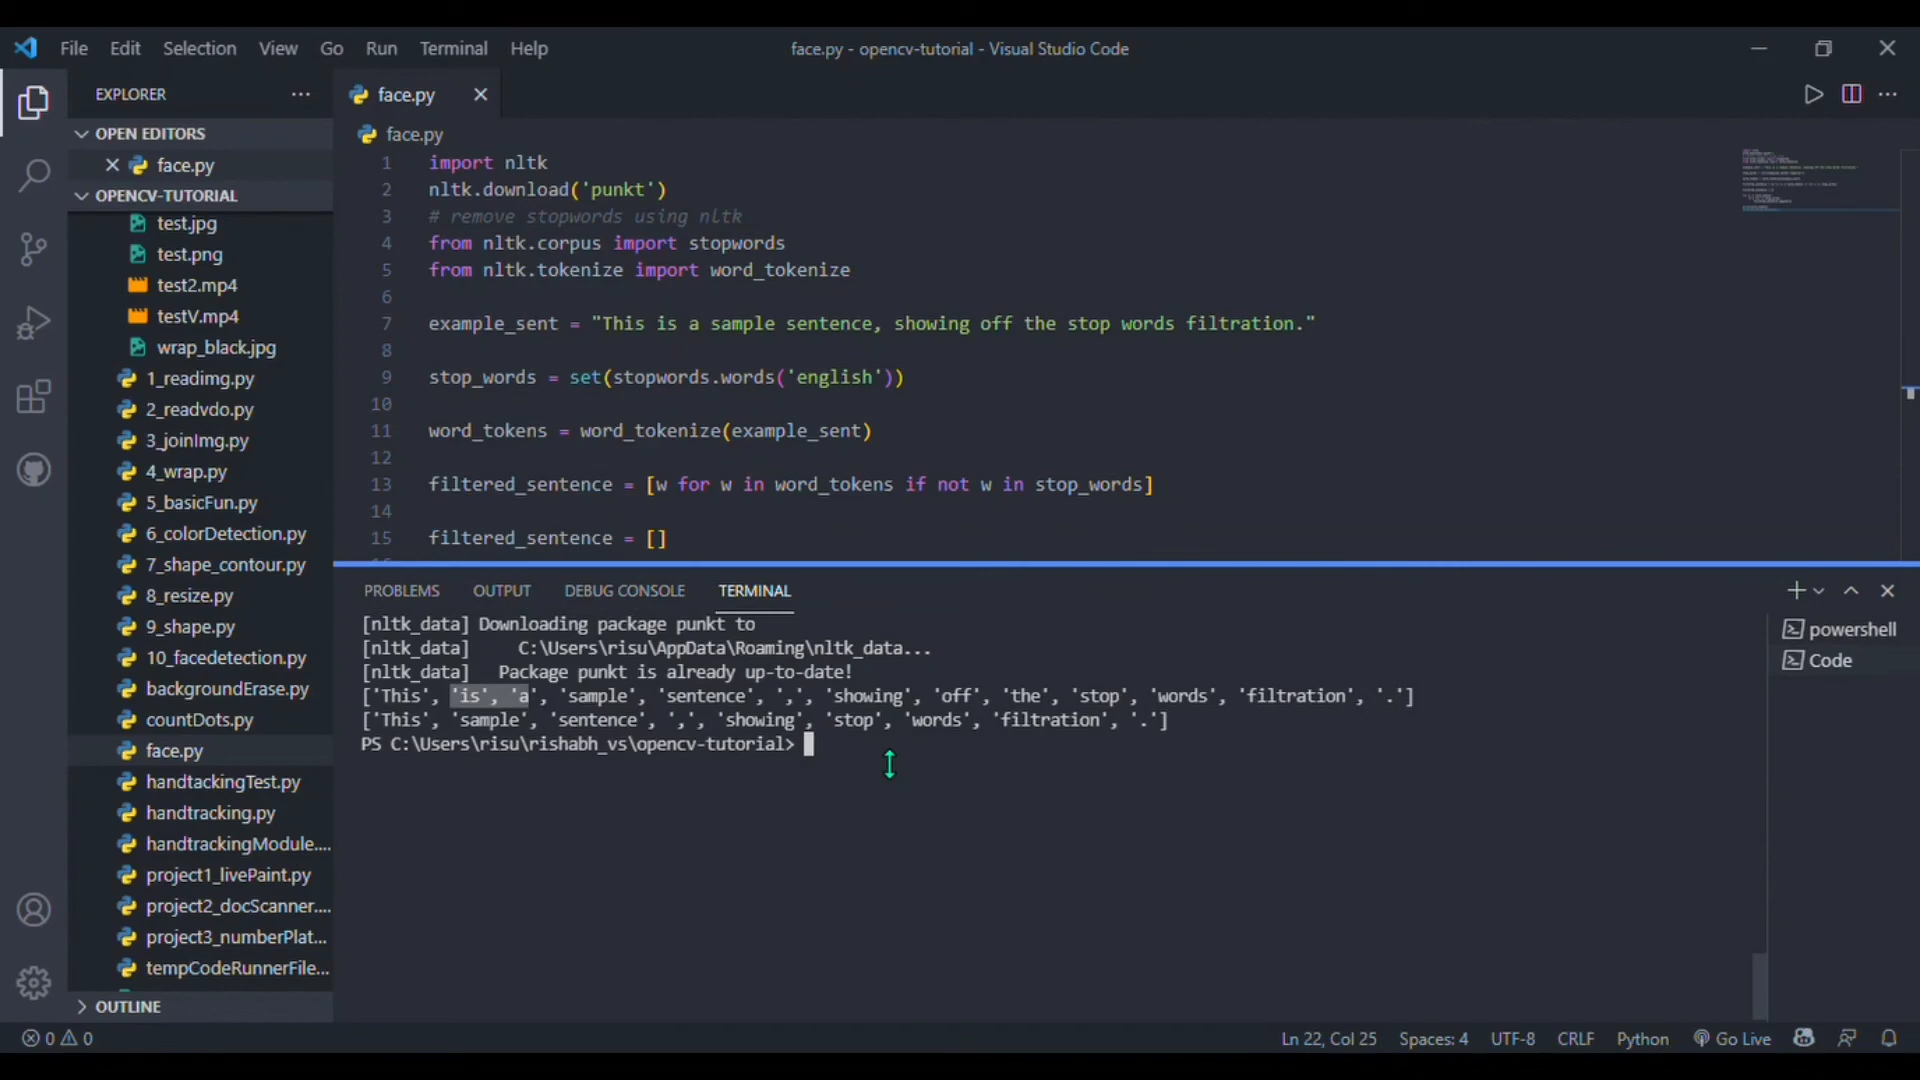 File Edit Selection View Go Run Terminal Help
face.py - opencv-tutorial - Visual Studio Code
EXPLORER
OPEN EDITORS
face.py
OPENCV-TUTORIAL
test.jpg
test.png
test2.mp4
testV.mp4
wrap_black.jpg
1_readimg.py
2_readvdo.py
3_joinImg.py
4_wrap.py
5_basicFun.py
6_colorDetection.py
7_shape_contour.py
8_resize.py
9_shape.py
10_facedetection.py
backgroundErase.py
countDots.py
face.py
handtackingTest.py
handtracking.py
handtrackingModule....
project1_livePaint.py
project2_docScanner....
project3_numberPlat...
tempCodeRunnerFile...
OUTLINE
face.py
face.py
1 import nltk
2 nltk.download('punkt')
3 # remove stopwords using nltk
4 from nltk.corpus import stopwords
5 from nltk.tokenize import word_tokenize
6
7 example_sent = "This is a sample sentence, showing off the stop words filtration."
8
9 stop_words = set(stopwords.words('english'))
10
11 word_tokens = word_tokenize(example_sent)
12
13 filtered_sentence = [w for w in word_tokens if not w in stop_words]
14
15 filtered_sentence = []
PROBLEMS OUTPUT DEBUG CONSOLE TERMINAL
[nltk_data] Downloading package punkt to
[nltk_data]     C:\Users\risu\AppData\Roaming\nltk_data...
[nltk_data]   Package punkt is already up-to-date!
['This', 'is', 'a', 'sample', 'sentence', ',', 'showing', 'off', 'the', 'stop', 'words', 'filtration', '.']
['This', 'sample', 'sentence', ',', 'showing', 'stop', 'words', 'filtration', '.']
PS C:\Users\risu\rishabh_vs\opencv-tutorial>
powershell
Code
0 0
Ln 22, Col 25 Spaces: 4 UTF-8 CRLF Python Go Live